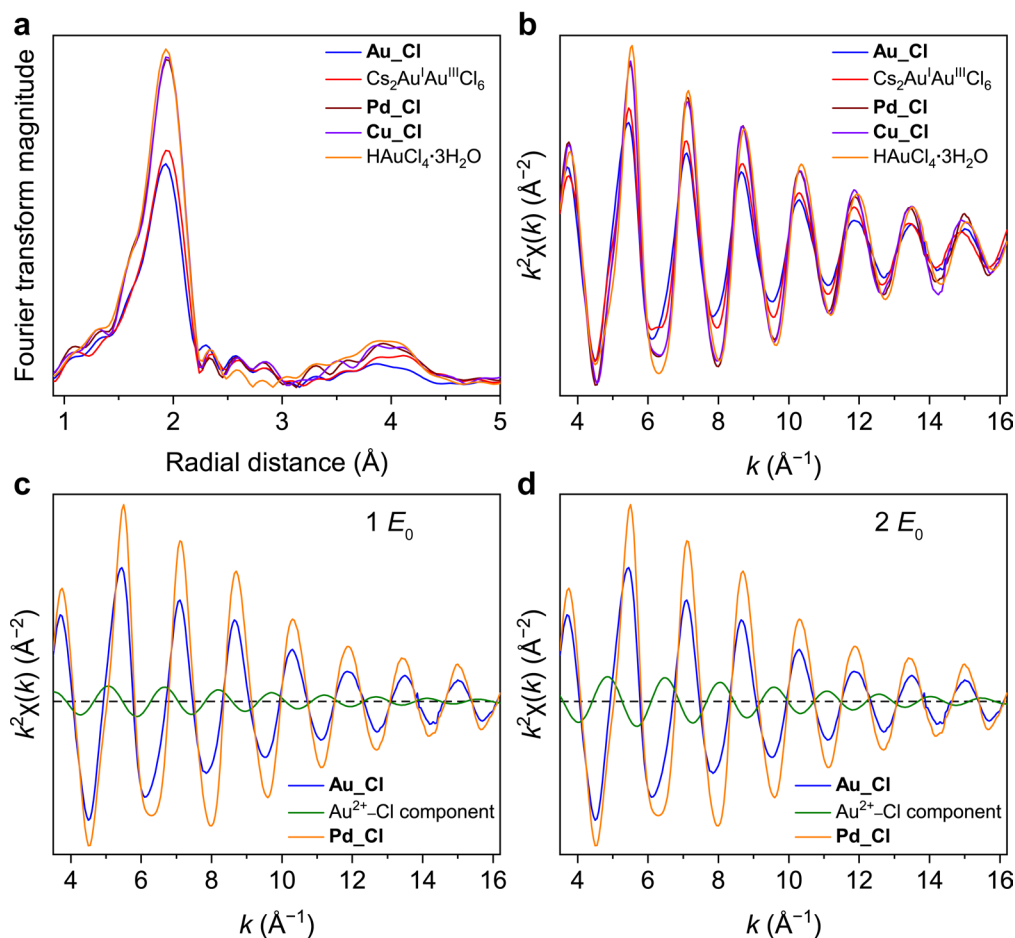 a
Fourier transform magnitude
Au_Cl
Cs₂AuᴵAuᴵᴵᴵCl₆
Pd_Cl
Cu_Cl
HAuCl₄·3H₂O
1 2 3 4 5
Radial distance (Å)
b
k²χ(k) (Å⁻²)
Au_Cl
Cs₂AuᴵAuᴵᴵᴵCl₆
Pd_Cl
Cu_Cl
HAuCl₄·3H₂O
4 6 8 10 12 14 16
k (Å⁻¹)
c
k²χ(k) (Å⁻²)
1 E₀
Au_Cl
Au²⁺–Cl component
Pd_Cl
4 6 8 10 12 14 16
k (Å⁻¹)
d
k²χ(k) (Å⁻²)
2 E₀
Au_Cl
Au²⁺–Cl component
Pd_Cl
4 6 8 10 12 14 16
k (Å⁻¹)